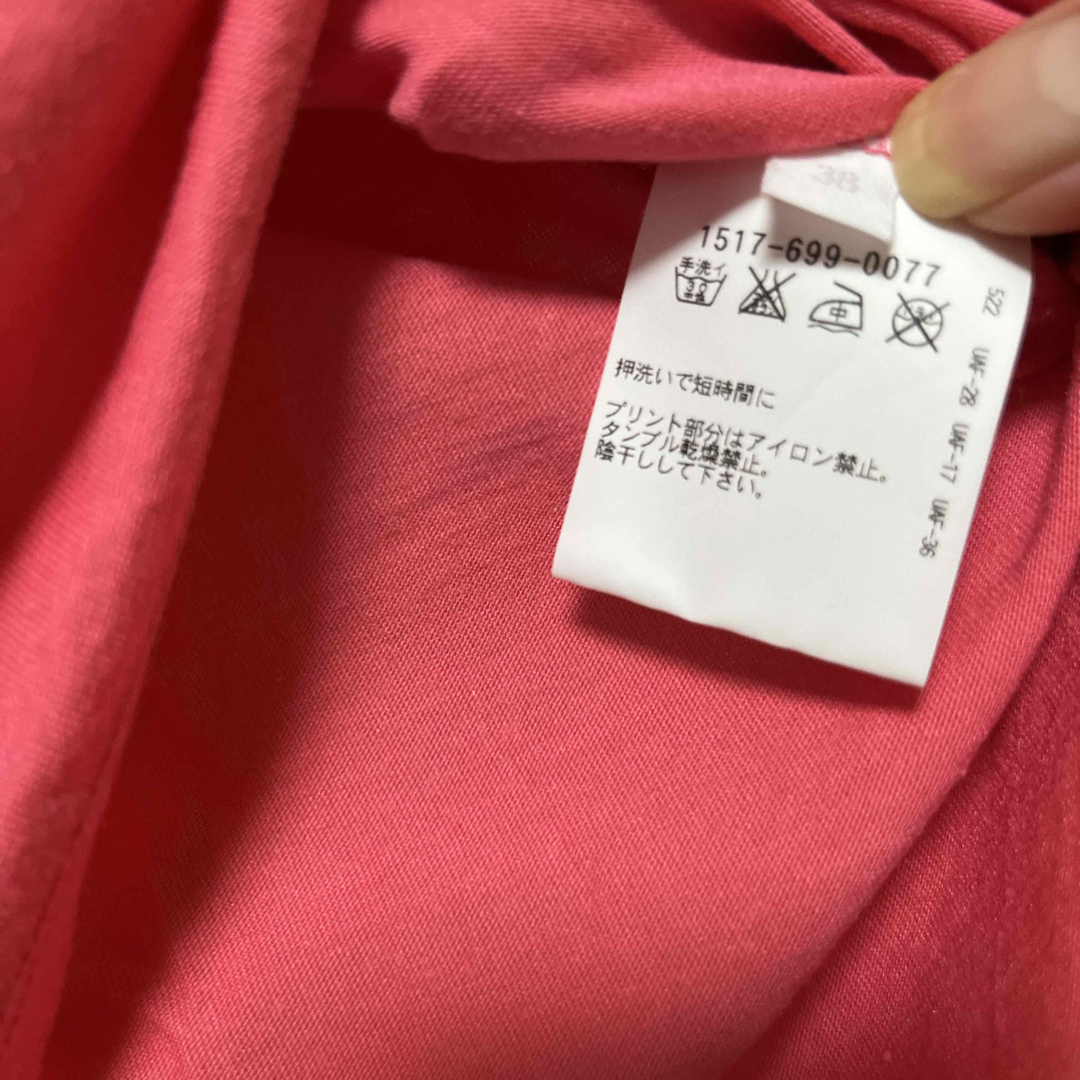 38
1517-699-0077
手洗イ
30
中
押洗いで短時間に
プリント部分はアイロン禁止。
タンブル乾燥禁止。
陰干しして下さい。
522 UAF-28 UAF-17 UAF-36